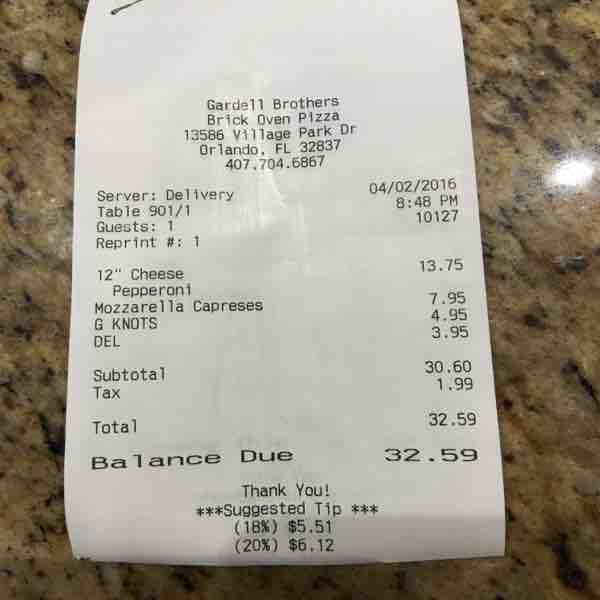 Gardell Brothers
Brick Oven Pizza
13586 Village Park Dr
Orlando, FL 32837
407.704.6867
Server: Delivery 04/02/2016
Table 901/1 8:48 PM
Guests: 1 10127
Reprint #: 1
12" Cheese 13.75
Pepperoni
Mozzarella Capreses 7.95
G KNOTS 4.95
DEL 3.95
Subtotal 30.60
Tax 1.99
Total 32.59
Balance Due 32.59
Thank You!
***Suggested Tip ***
(18%) $5.51
(20%) $6.12